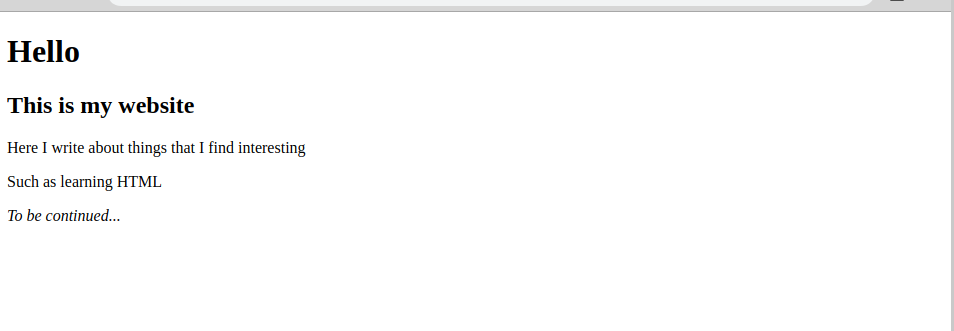 Hello
This is my website
Here I write about things that I find interesting
Such as learning HTML
To be continued...